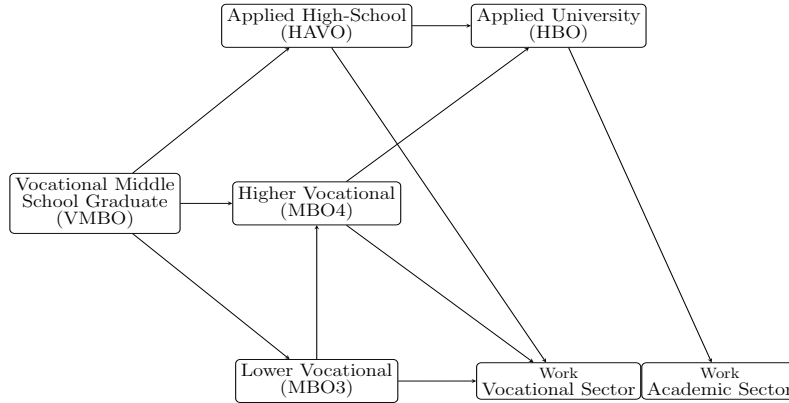 Applied High-School
(HAVO)
Applied University
(HBO)
Vocational Middle
School Graduate
(VMBO)
Higher Vocational
(MBO4)
Lower Vocational
(MBO3)
Work
Vocational Sector
Work
Academic Sector